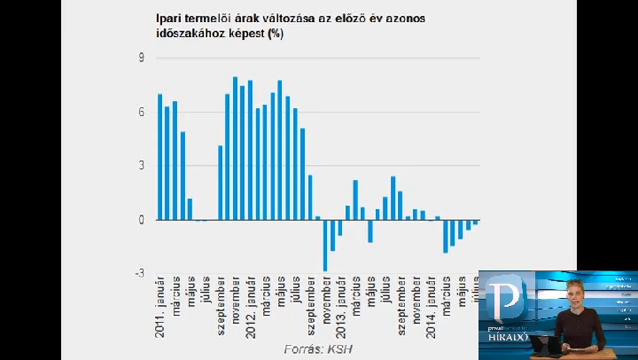 Ipari termelői árak változása az előző év azonos
időszakához képest (%)
9
6
3
0
-3
2011. január
március
május
július
szeptember
november
2012. január
március
május
július
szeptember
november
2013. január
március
május
július
szeptember
november
2014. január
március
május
július
Forrás: KSH
P
HÍRADÓ